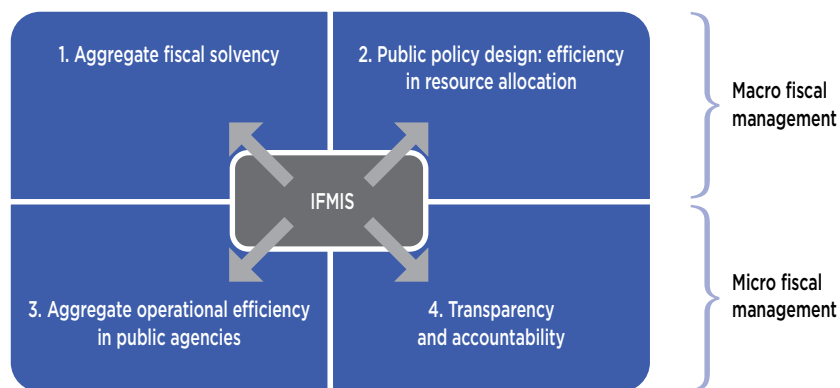 1. Aggregate fiscal solvency
2. Public policy design: efficiency
in resource allocation
Macro fiscal
management
IFMIS
3. Aggregate operational efficiency
in public agencies
4. Transparency
and accountability
Micro fiscal
management